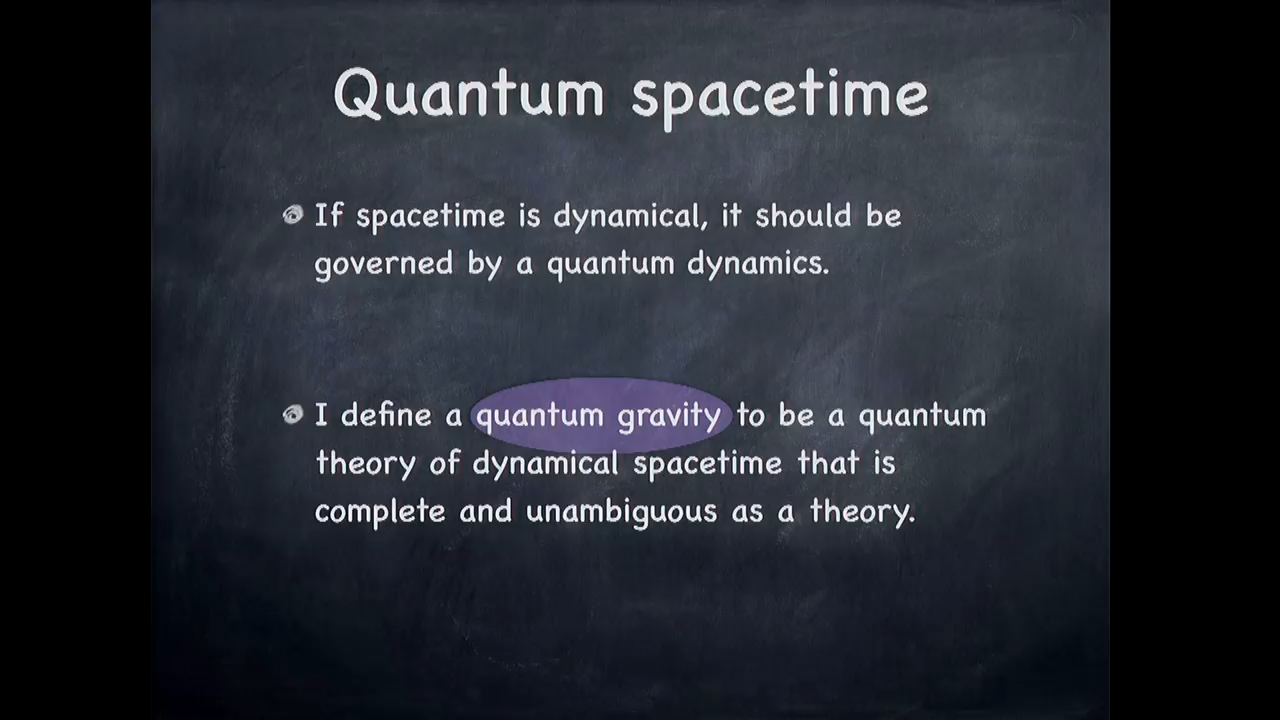 Quantum spacetime
If spacetime is dynamical, it should be
governed by a quantum dynamics.
I define a quantum gravity to be a quantum
theory of dynamical spacetime that is
complete and unambiguous as a theory.